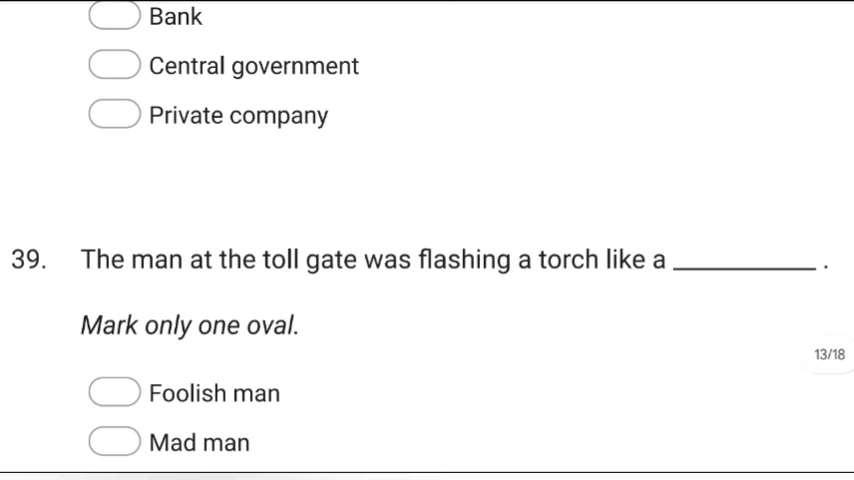 Bank
Central government
Private company
39. The man at the toll gate was flashing a torch like a __________ .
Mark only one oval.
13/18
Foolish man
Mad man